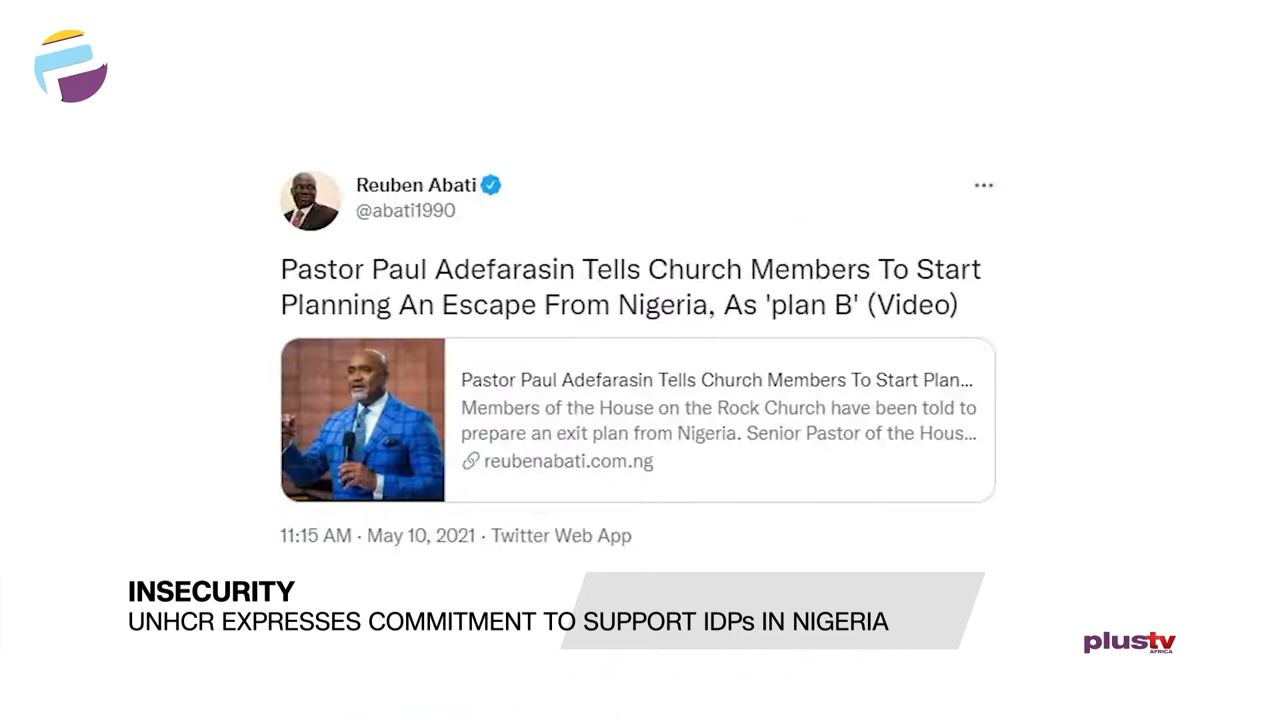 Reuben Abati
@abati1990
Pastor Paul Adefarasin Tells Church Members To Start
Planning An Escape From Nigeria, As 'plan B' (Video)
Pastor Paul Adefarasin Tells Church Members To Start Plan...
Members of the House on the Rock Church have been told to
prepare an exit plan from Nigeria. Senior Pastor of the Hous...
reubenabati.com.ng
11:15 AM · May 10, 2021 · Twitter Web App
INSECURITY
UNHCR EXPRESSES COMMITMENT TO SUPPORT IDPs IN NIGERIA
plustv
AFRICA